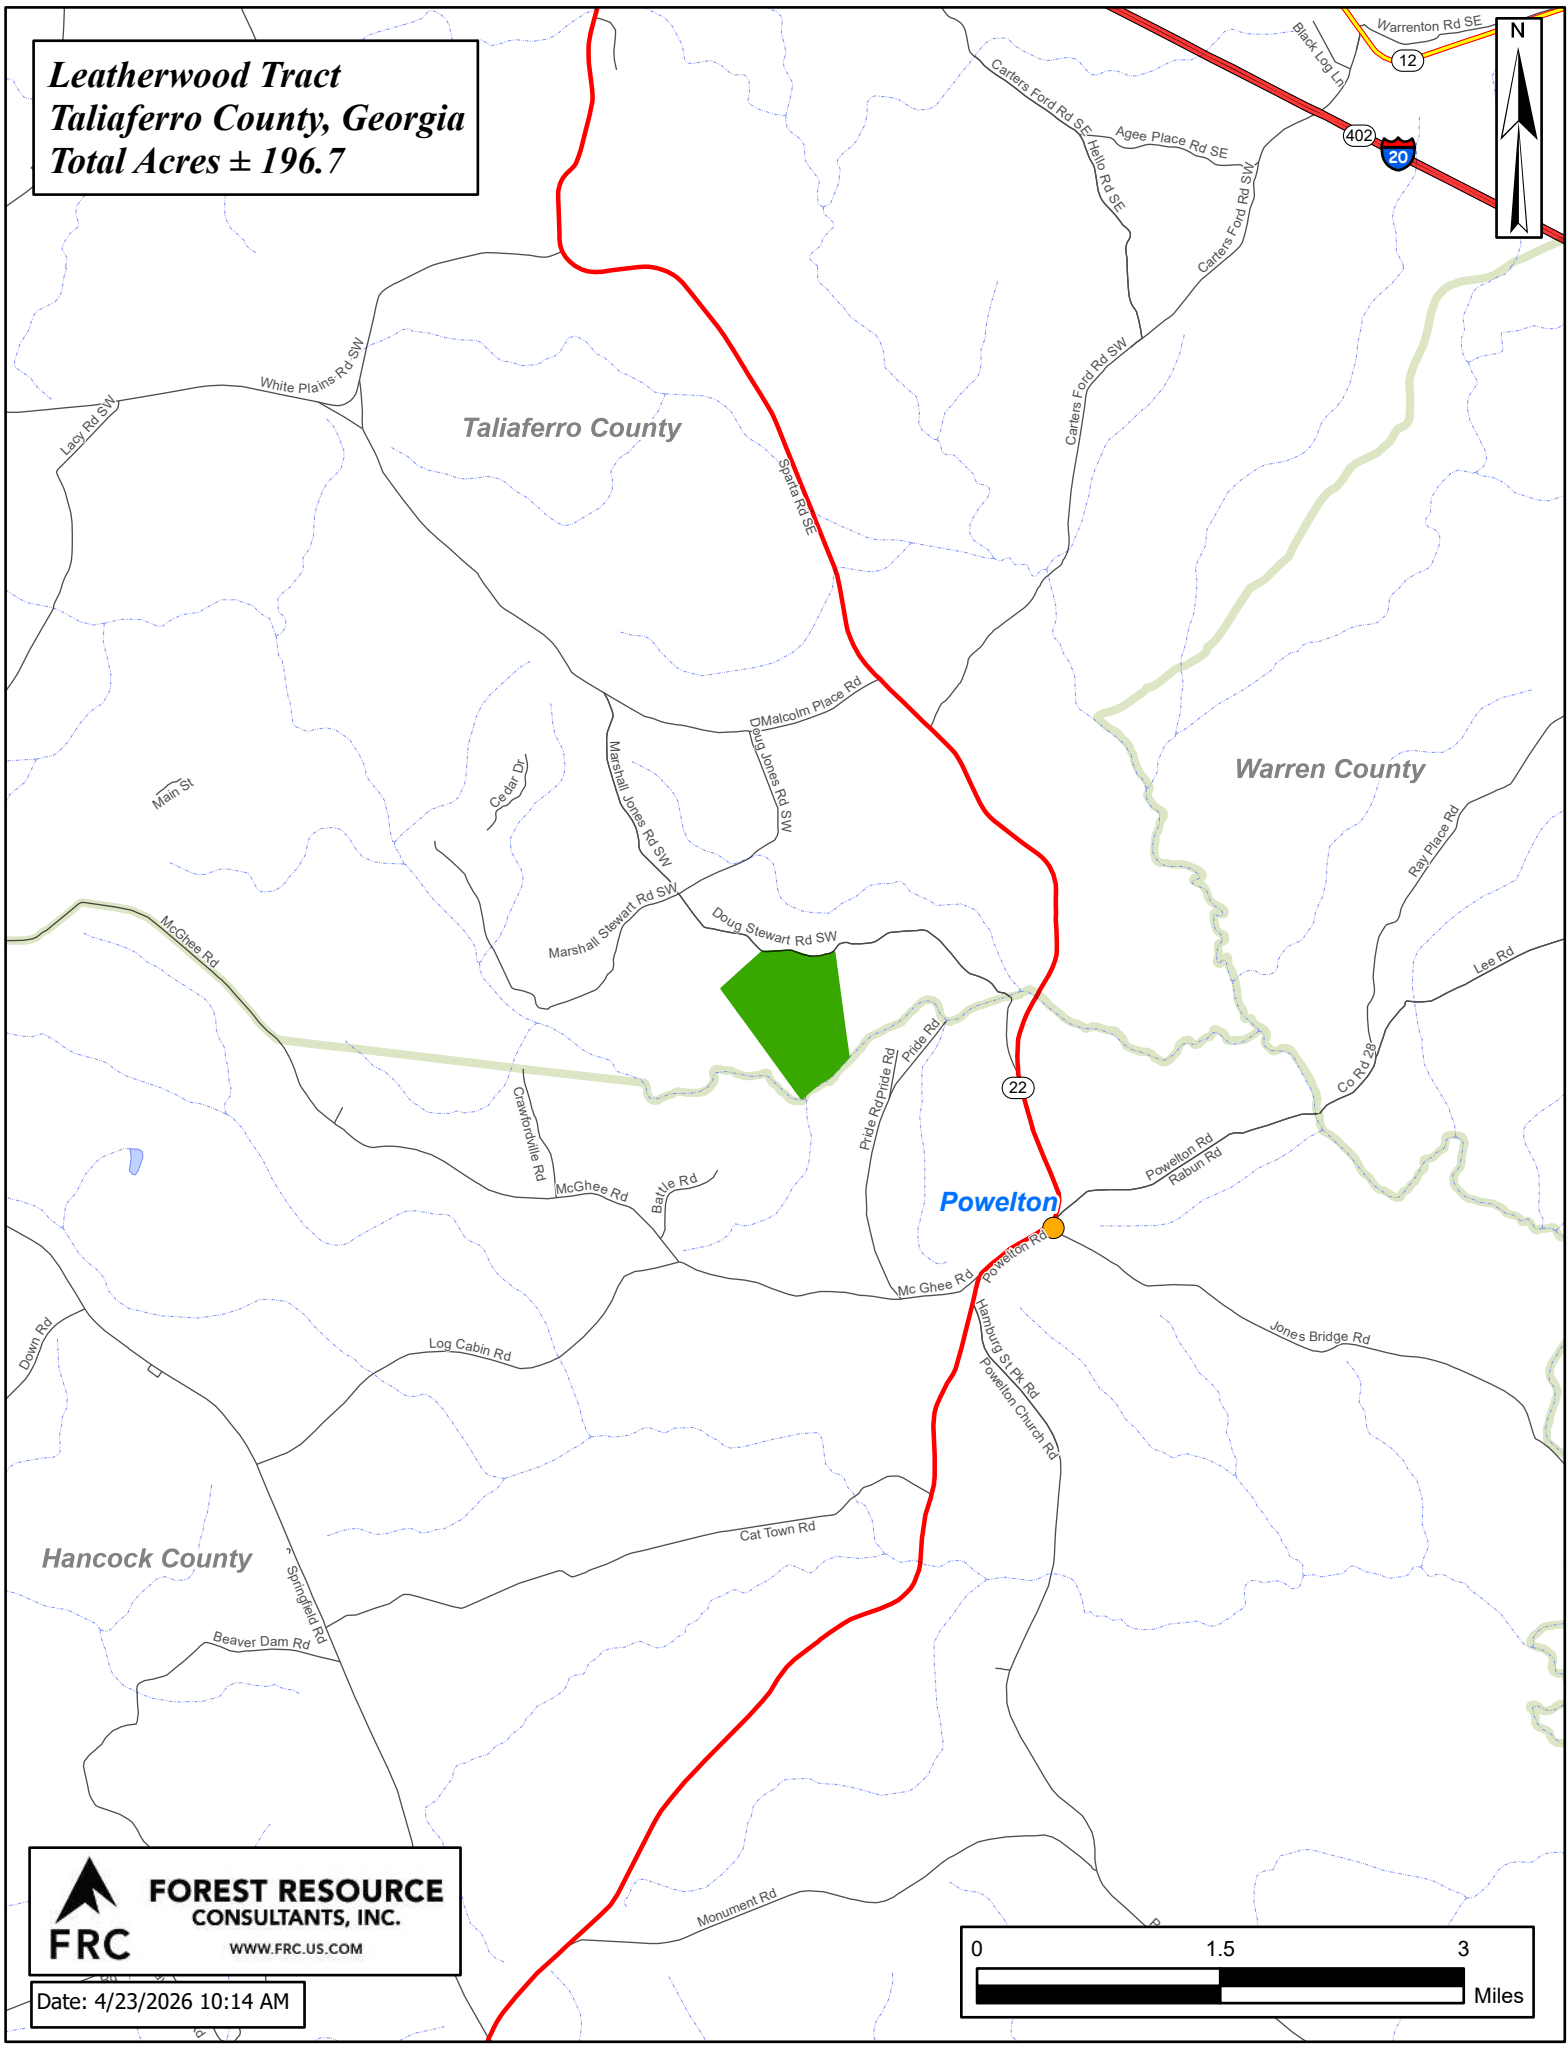 Leatherwood Tract
Taliaferro County, Georgia
Total Acres ± 196.7
Warrenton Rd SE
N
12
Black Log Ln
Carters Ford Rd SE
402
20
Agee Place Rd SE
Hello Rd SE
Carters Ford Rd SW
White Plains Rd SW
Carters Ford Rd SW
Lacy Rd SW
Taliaferro County
Sparta Rd SE
DMalcolm Place Rd
Doug Jones Rd SW
Marshall Jones Rd SW
Cedar Dr
Main St
Warren County
Ray Place Rd
Marshall Stewart Rd SW
Doug Stewart Rd SW
McGhee Rd
Lee Rd
Pride Rd
Pride Rd
Pride Rd
22
Co Rd 28
Crawfordville Rd
McGhee Rd
Battle Rd
Powelton Rd
Rabun Rd
Powelton
Powelton Rd
Mc Ghee Rd
Hamburg St Pk Rd
Powelton Church Rd
Jones Bridge Rd
Down Rd
Log Cabin Rd
Cat Town Rd
Hancock County
Springfield Rd
Beaver Dam Rd
Monument Rd
FRC
FOREST RESOURCE
CONSULTANTS, INC.
WWW.FRC.US.COM
Date: 4/23/2026 10:14 AM
0 1.5 3
Miles